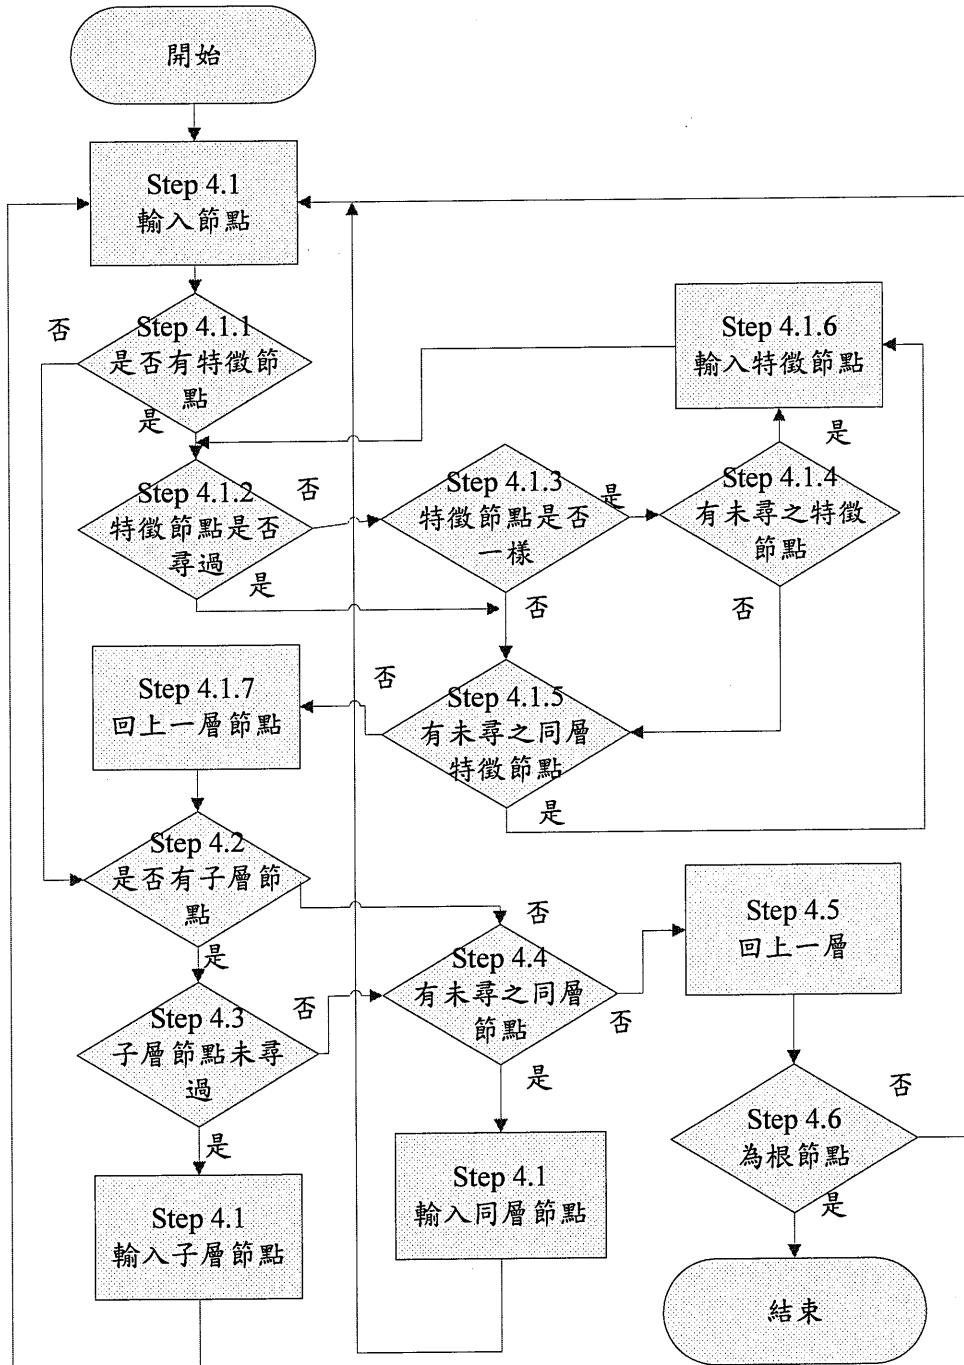 開始
Step 4.1
輸入節點
否
Step 4.1.1
是否有特徵節
點
是
Step 4.1.6
輸入特徵節點
是
Step 4.1.2
特徵節點是否
尋過
否
是
Step 4.1.3
特徵節點是否
一樣
是
否
Step 4.1.4
有未尋之特徵
節點
否
Step 4.1.7
回上一層節點
否
Step 4.1.5
有未尋之同層
特徵節點
是
Step 4.2
是否有子層節
點
是
否
Step 4.4
有未尋之同層
節點
否
是
Step 4.5
回上一層
Step 4.3
子層節點未尋
過
否
是
Step 4.6
為根節點
否
是
Step 4.1
輸入子層節點
Step 4.1
輸入同層節點
結束